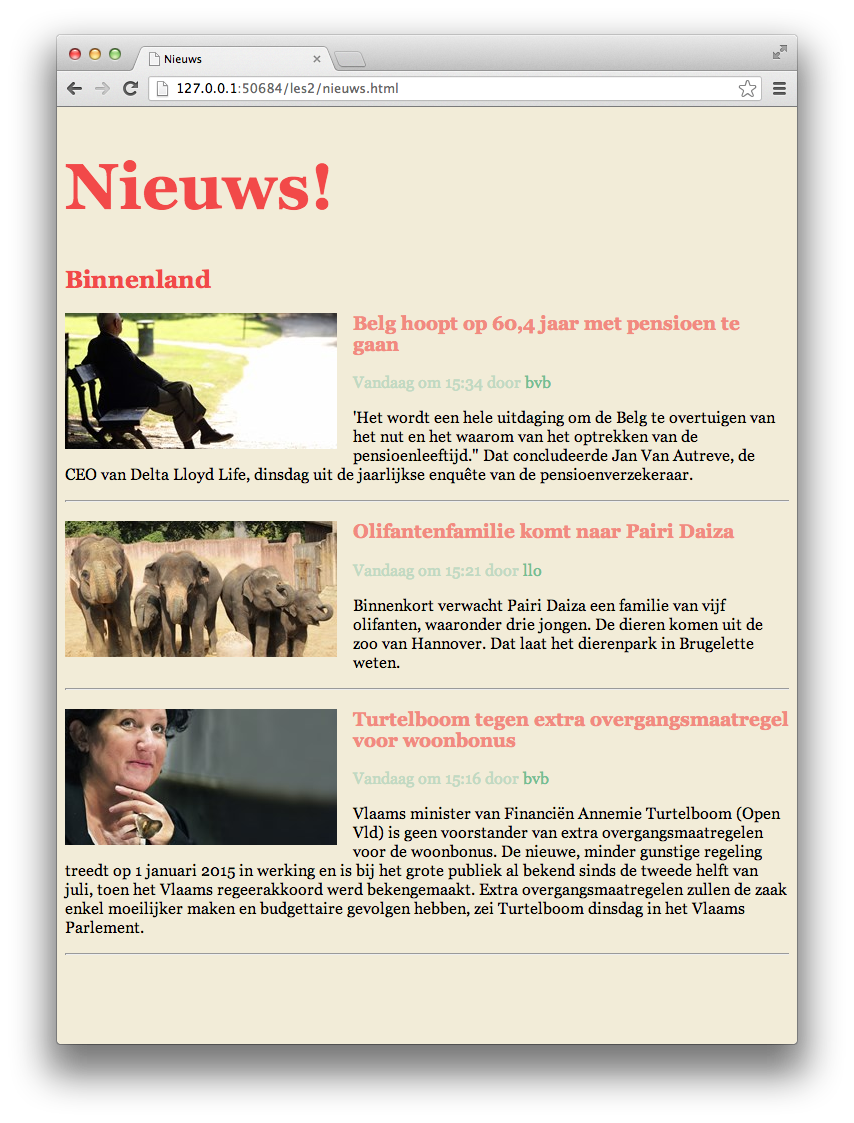 Nieuws
127.0.0.1:50684/les2/nieuws.html
Nieuws!
Binnenland
Belg hoopt op 60,4 jaar met pensioen te
gaan
Vandaag om 15:34 door bvb
'Het wordt een hele uitdaging om de Belg te overtuigen van
het nut en het waarom van het optrekken van de
pensioenleeftijd." Dat concludeerde Jan Van Autreve, de
CEO van Delta Lloyd Life, dinsdag uit de jaarlijkse enquête van de pensioenverzekeraar.
Olifantenfamilie komt naar Pairi Daiza
Vandaag om 15:21 door llo
Binnenkort verwacht Pairi Daiza een familie van vijf
olifanten, waaronder drie jongen. De dieren komen uit de
zoo van Hannover. Dat laat het dierenpark in Brugelette
weten.
Turtelboom tegen extra overgangsmaatregel
voor woonbonus
Vandaag om 15:16 door bvb
Vlaams minister van Financiën Annemie Turtelboom (Open
Vld) is geen voorstander van extra overgangsmaatregelen
voor de woonbonus. De nieuwe, minder gunstige regeling
treedt op 1 januari 2015 in werking en is bij het grote publiek al bekend sinds de tweede helft van
juli, toen het Vlaams regeerakkoord werd bekengemaakt. Extra overgangsmaatregelen zullen de zaak
enkel moeilijker maken en budgettaire gevolgen hebben, zei Turtelboom dinsdag in het Vlaams
Parlement.